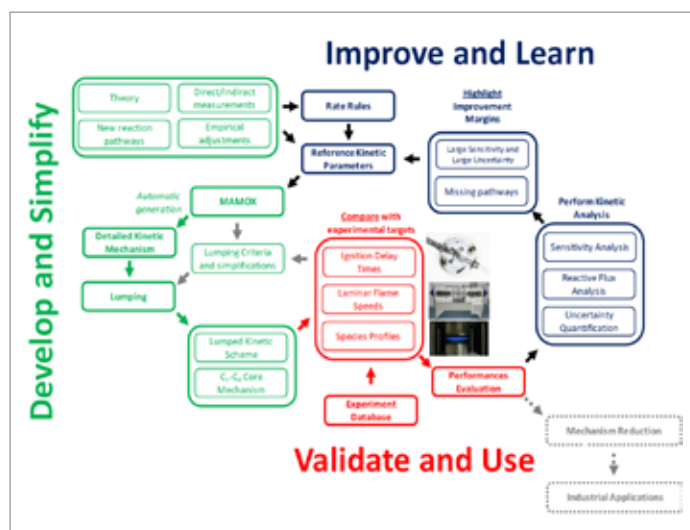 Improve and Learn
Develop and Simplify
Theory
Direct/Indirect
measurements
New reaction
pathways
Empirical
adjustments
Rate Rules
Reference Kinetic
Parameters
Highlight
Improvement
Margins
Large Sensitivity and
Large Uncertainty
Missing pathways
Automatic
generation
MAMOX
Detailed Kinetic
Mechanism
Lumping Criteria
and simplifications
Lumping
Lumped Kinetic
Scheme
Core
Mechanism
Compare with
experimental targets
Ignition Delay
Times
Laminar Flame
Speeds
Species Profiles
Experiment
Database
Perform Kinetic
Analysis
Sensitivity Analysis
Reactive Flux
Analysis
Uncertainty
Quantification
Performances
Evaluation
Mechanism Reduction
Industrial Applications
Validate and Use